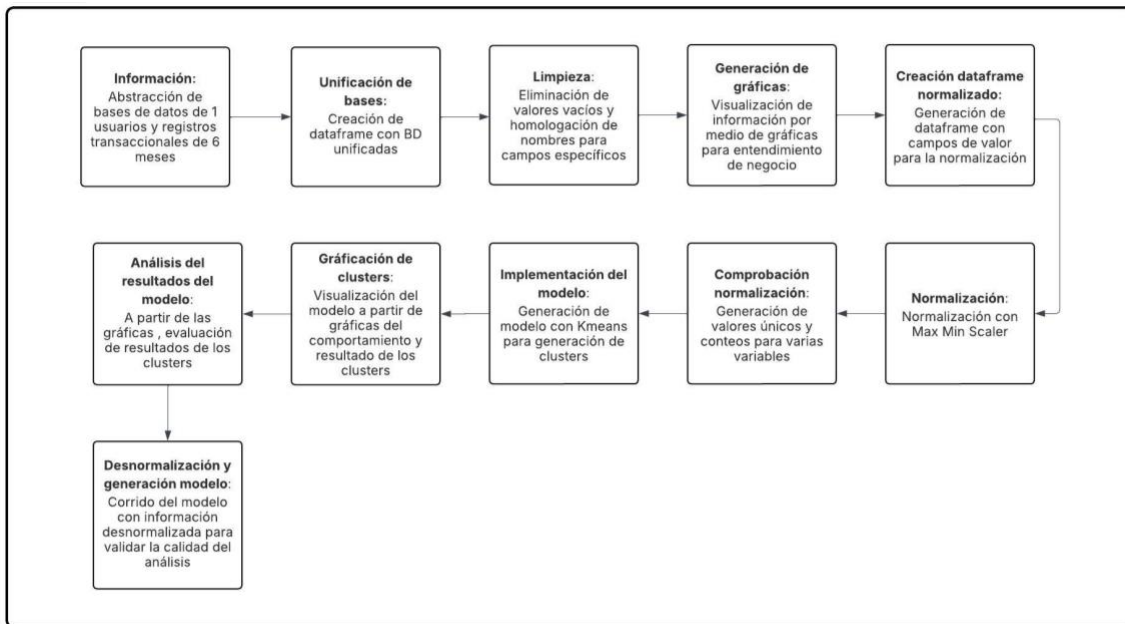 Información:
Abstracción de
bases de datos de 1
usuarios y registros
transaccionales de 6
meses
Unificación de
bases:
Creación de
dataframe con BD
unificadas
Limpieza:
Eliminación de
valores vacíos y
homologación de
nombres para
campos específicos
Generación de
gráficas:
Visualización de
información por
medio de gráficas
para entendimiento
de negocio
Creación dataframe
normalizado:
Generación de
dataframe con
campos de valor
para la normalización
Normalización:
Normalización con
Max Min Scaler
Comprobación
normalización:
Generación de
valores únicos y
conteos para varias
variables
Implementación del
modelo:
Generación de
modelo con Kmeans
para generación de
clusters
Gráficación de
clusters:
Visualización del
modelo a partir de
gráficas del
comportamiento y
resultado de los
clusters
Análisis del
resultados del
modelo:
A partir de las
gráficas , evaluación
de resultados de los
clusters
Desnormalización y
generación modelo:
Corrido del modelo
con información
desnormalizada para
validar la calidad del
análisis